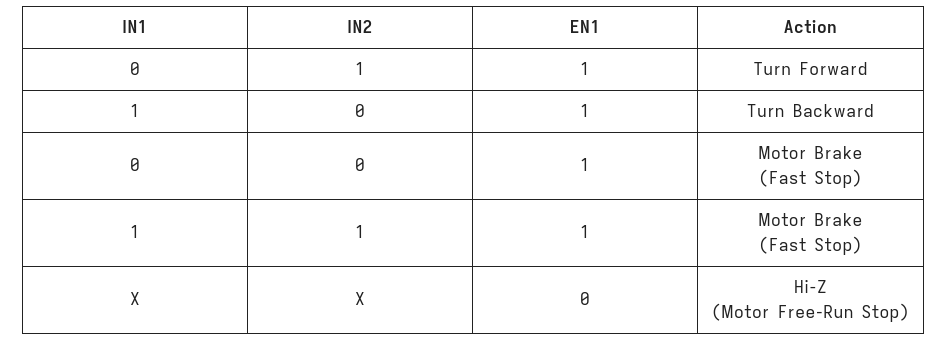 IN1 IN2 EN1 Action
0 1 1 Turn Forward
1 0 1 Turn Backward
0 0 1 Motor Brake
(Fast Stop)
1 1 1 Motor Brake
(Fast Stop)
X X 0 Hi-Z
(Motor Free-Run Stop)